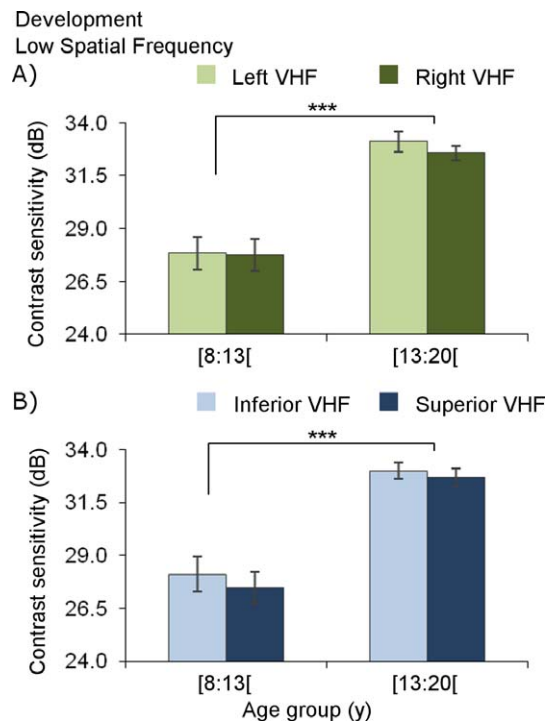 Development
Low Spatial Frequency
A)
Left VHF Right VHF
***
Contrast sensitivity (dB)
34.0
31.5
29.0
26.5
24.0
[8:13[ [13:20[
B)
Inferior VHF Superior VHF
***
Contrast sensitivity (dB)
34.0
31.5
29.0
26.5
24.0
[8:13[ [13:20[
Age group (y)